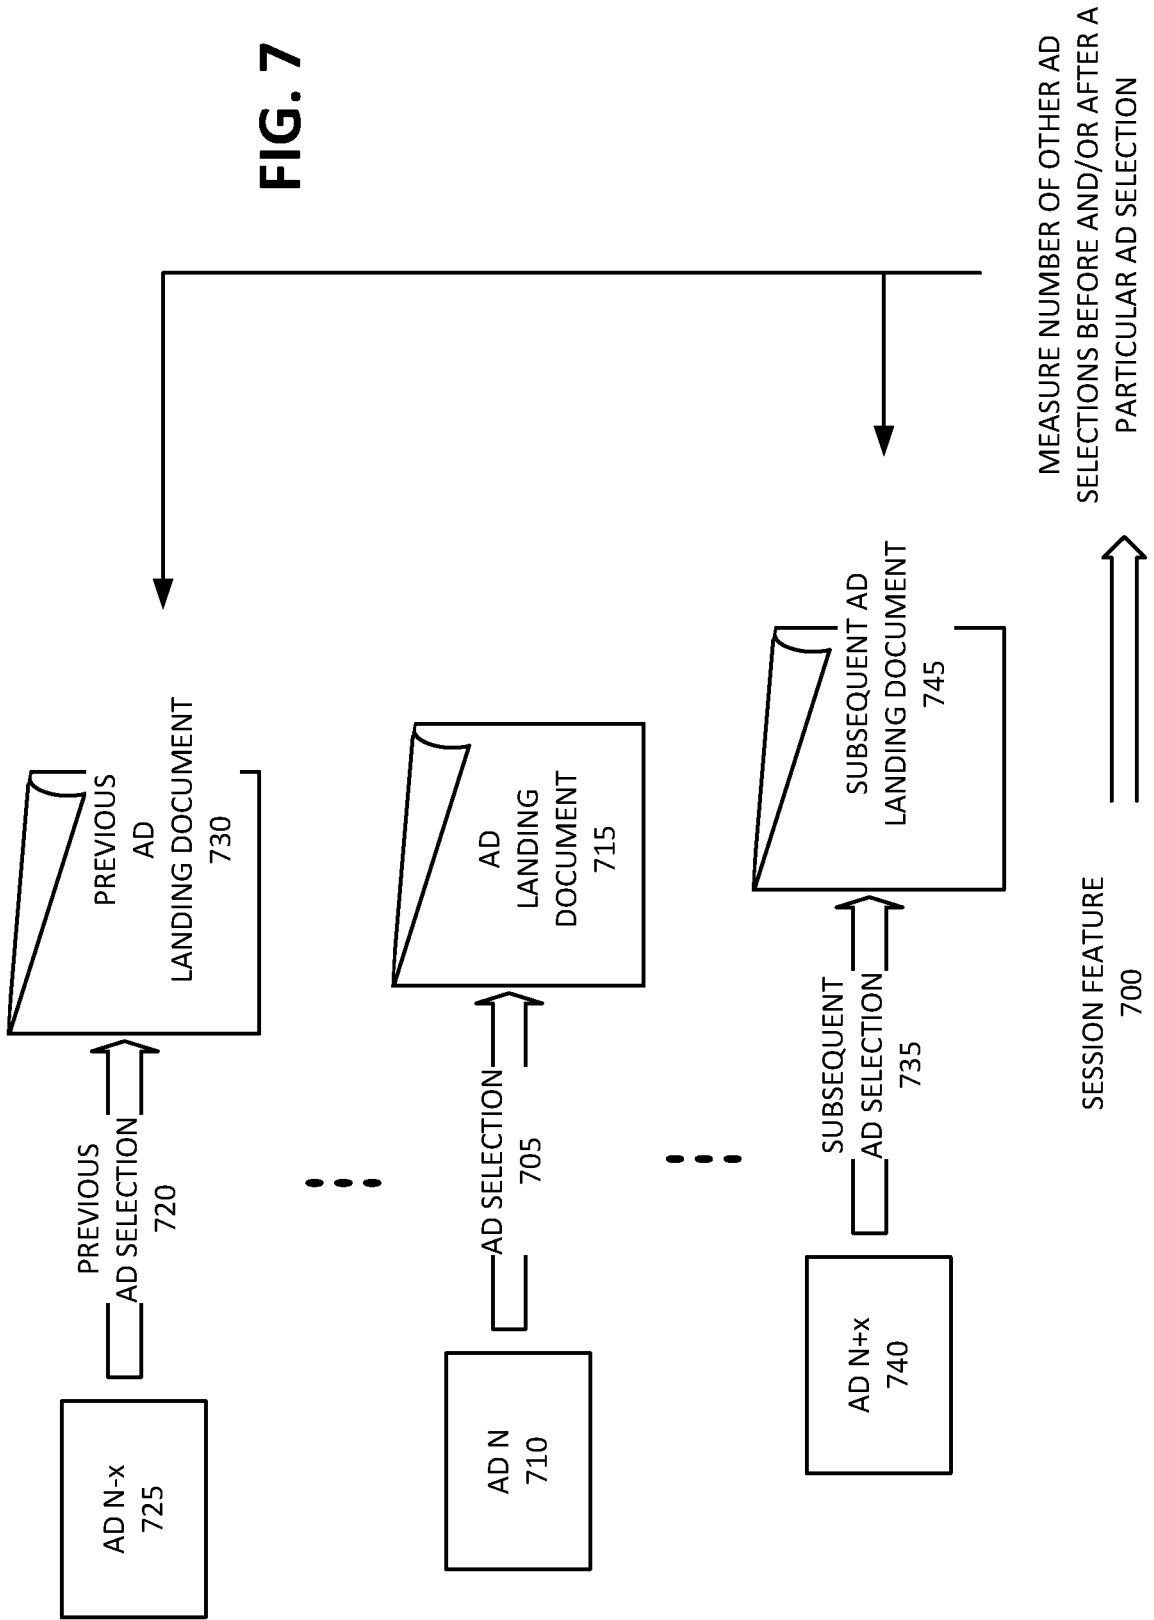 FIG. 7
AD N-x
725
PREVIOUS
AD SELECTION
720
PREVIOUS
AD
LANDING DOCUMENT
730
AD N
710
AD SELECTION
705
AD
LANDING
DOCUMENT
715
AD N+x
740
SUBSEQUENT
AD SELECTION
735
SUBSEQUENT AD
LANDING DOCUMENT
745
SESSION FEATURE
700
MEASURE NUMBER OF OTHER AD
SELECTIONS BEFORE AND/OR AFTER A
PARTICULAR AD SELECTION